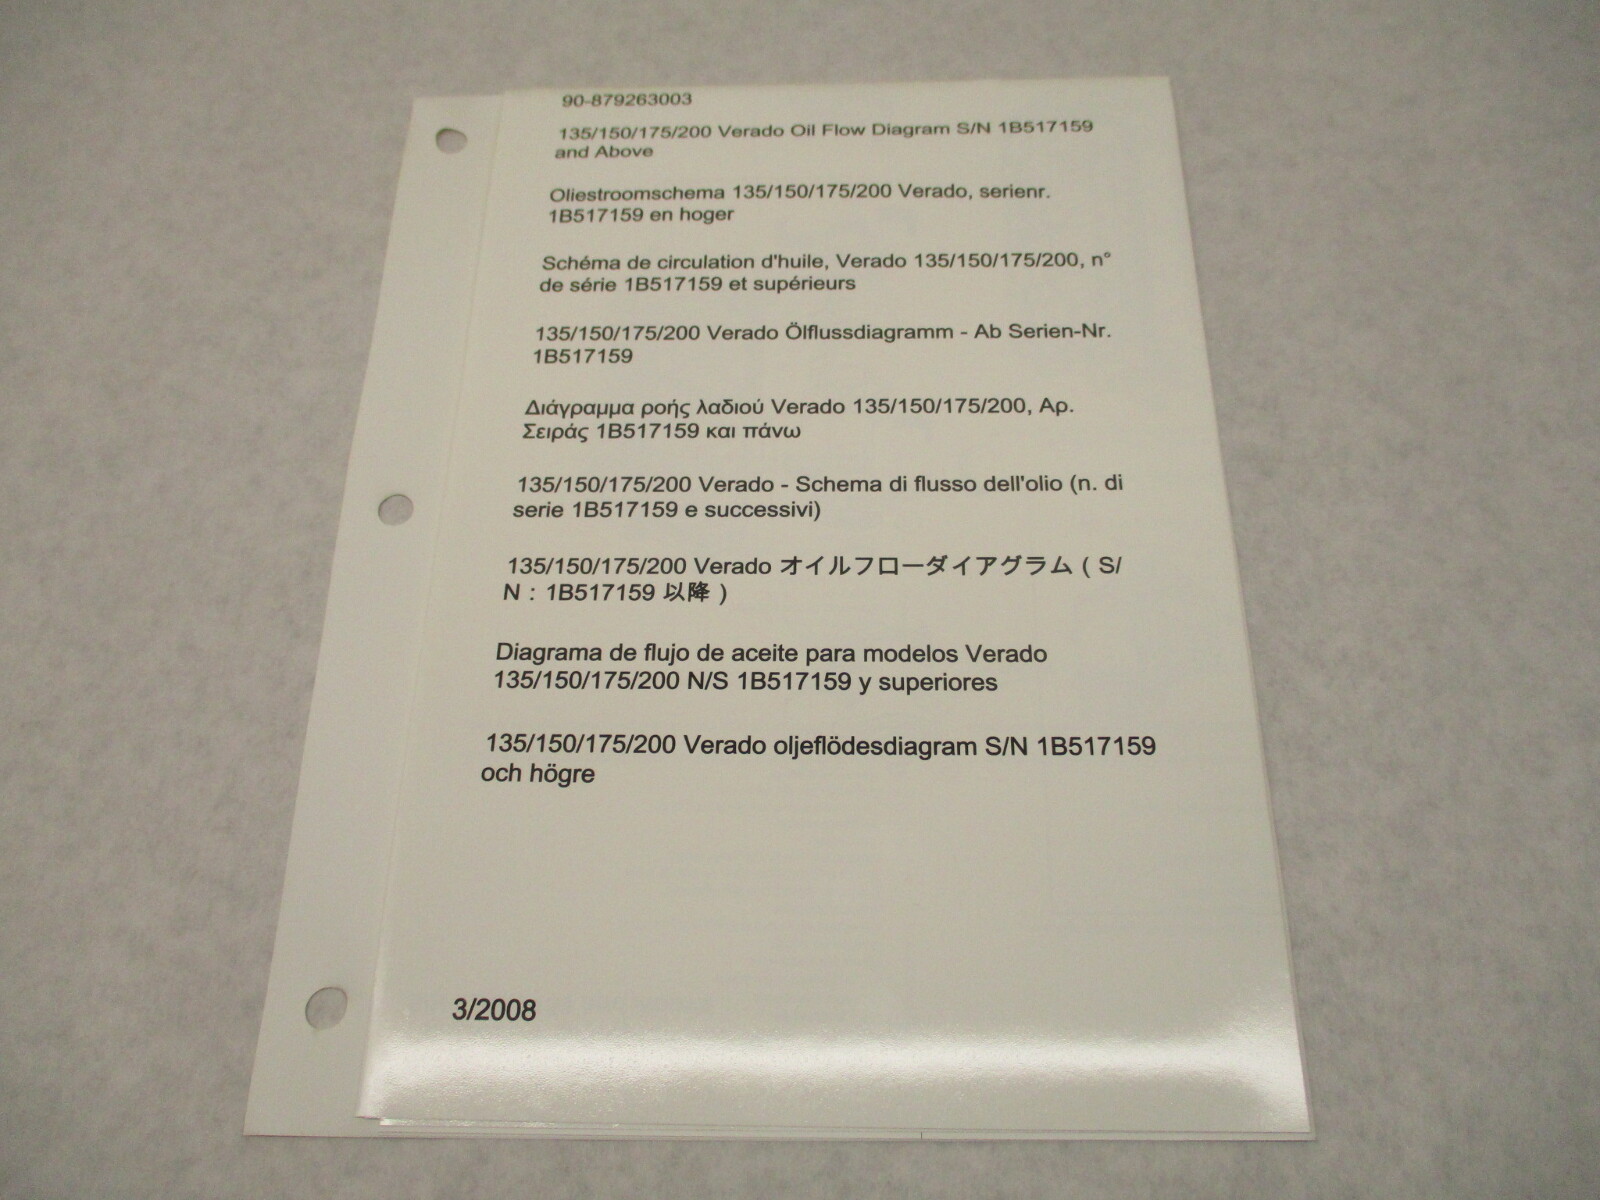 90-879263003
135/150/175/200 Verado Oil Flow Diagram S/N 1B517159
and Above
Oliestroomschema 135/150/175/200 Verado, serienr.
1B517159 en hoger
Schéma de circulation d'huile, Verado 135/150/175/200, n°
de série 1B517159 et supérieurs
135/150/175/200 Verado Ölflussdiagramm - Ab Serien-Nr.
1B517159
Διάγραμμα ροής λαδιού Verado 135/150/175/200, Αρ.
Σειράς 1B517159 και πάνω
135/150/175/200 Verado - Schema di flusso dell'olio (n. di
serie 1B517159 e successivi)
135/150/175/200 Verado オイルフローダイアグラム ( S/
N : 1B517159 以降 )
Diagrama de flujo de aceite para modelos Verado
135/150/175/200 N/S 1B517159 y superiores
135/150/175/200 Verado oljeflödesdiagram S/N 1B517159
och högre
3/2008